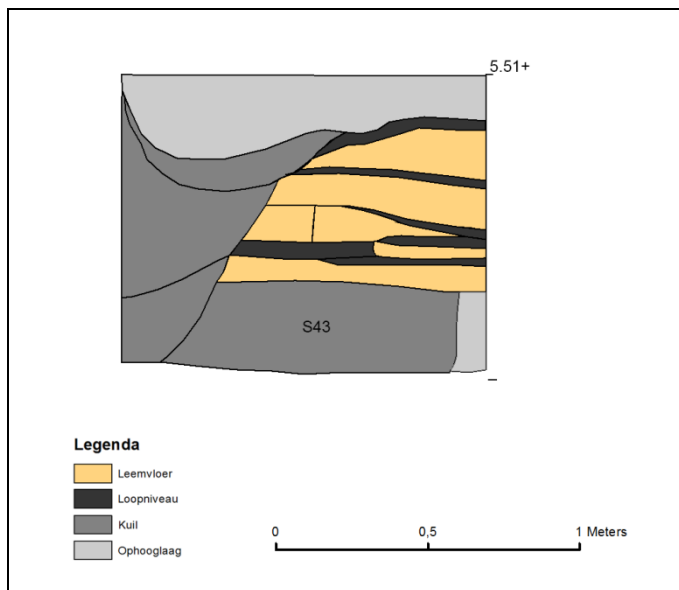 5.51+
S43
Legenda
Leemvloer
Loopniveau
Kuil
Ophooglaag
0 0,5 1 Meters